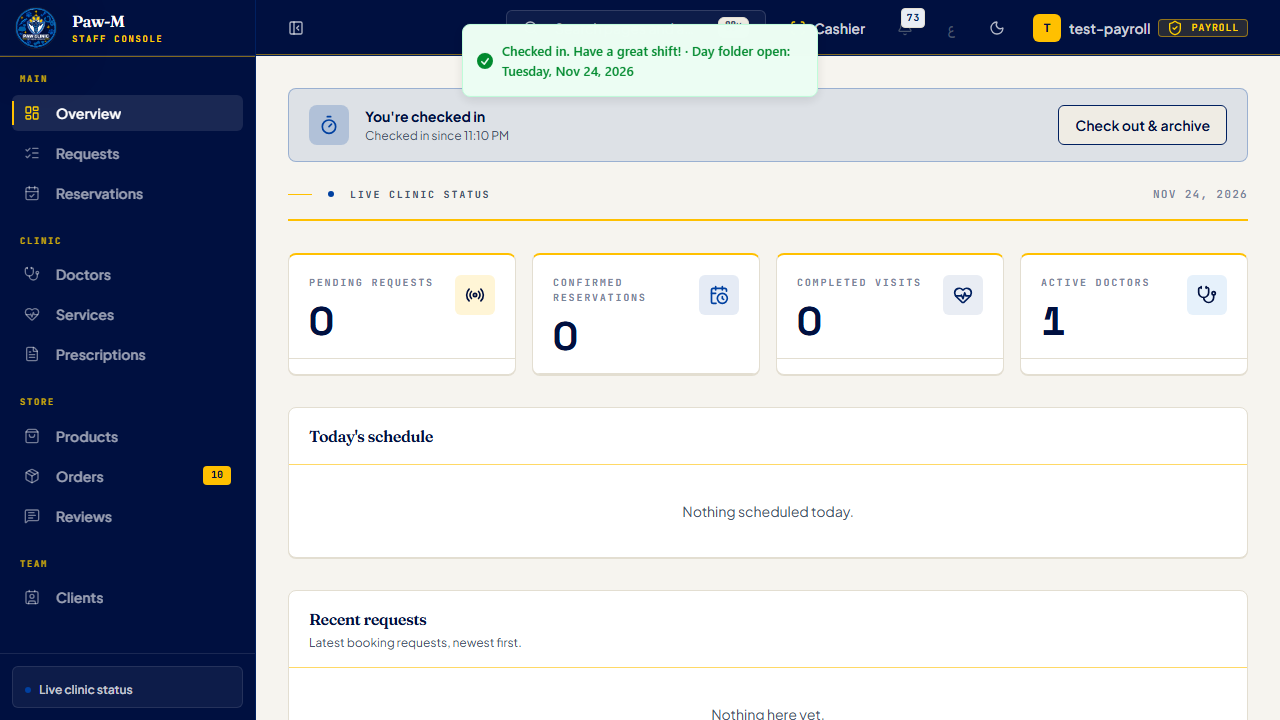 Paw-M
STAFF CONSOLE
MAIN
Overview
Requests
Reservations
CLINIC
Doctors
Services
Prescriptions
STORE
Products
Orders
10
Reviews
TEAM
Clients
Live clinic status
Cashier
73
ع
T
test-payroll
PAYROLL
Checked in. Have a great shift! · Day folder open:
Tuesday, Nov 24, 2026
You're checked in
Checked in since 11:10 PM
Check out & archive
LIVE CLINIC STATUS
NOV 24, 2026
PENDING REQUESTS
0
CONFIRMED
RESERVATIONS
0
COMPLETED VISITS
0
ACTIVE DOCTORS
1
Today's schedule
Nothing scheduled today.
Recent requests
Latest booking requests, newest first.
Nothing here yet.